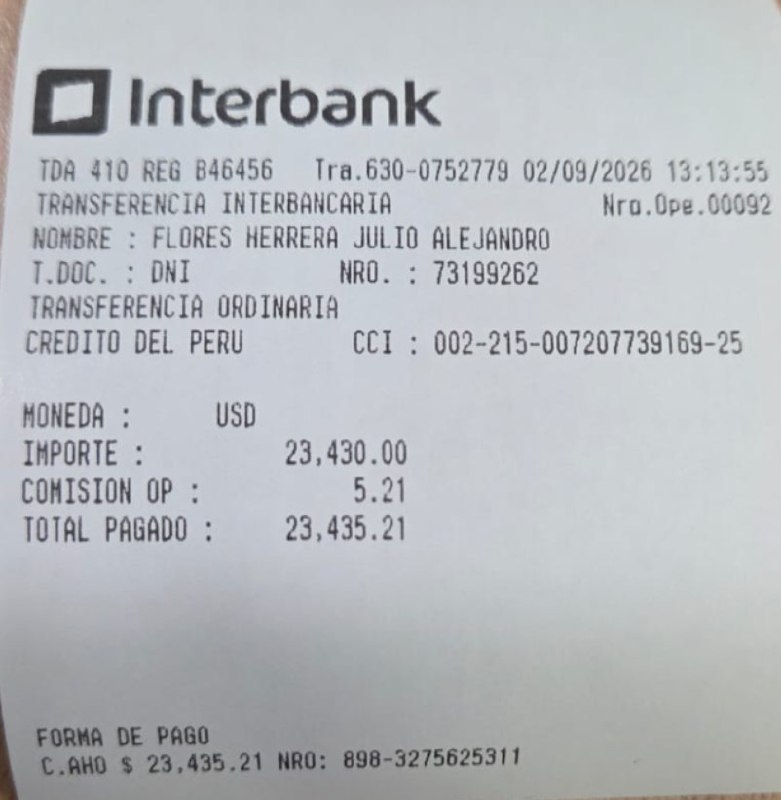 Interbank
TDA 410 REG B46456 Tra.630-0752779 02/09/2026 13:13:55
TRANSFERENCIA INTERBANCARIA Nro.Ope.00092
NOMBRE : FLORES HERRERA JULIO ALEJANDRO
T.DOC. : DNI NRO. : 73199262
TRANSFERENCIA ORDINARIA
CREDITO DEL PERU CCI : 002-215-007207739169-25
MONEDA : USD
IMPORTE : 23,430.00
COMISION OP : 5.21
TOTAL PAGADO : 23,435.21
FORMA DE PAGO
C.AHO $ 23,435.21 NRO: 898-3275625311